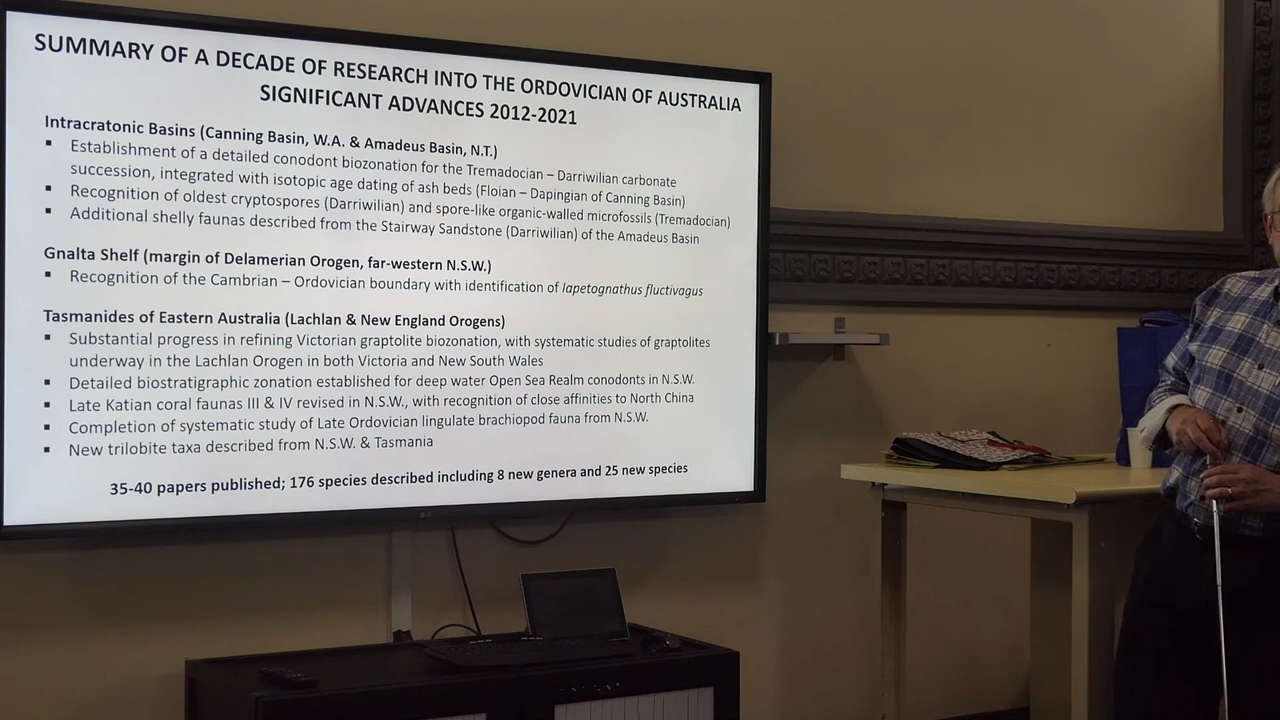 SUMMARY OF A DECADE OF RESEARCH INTO THE ORDOVICIAN OF AUSTRALIA
SIGNIFICANT ADVANCES 2012-2021
Intracratonic Basins (Canning Basin, W.A. & Amadeus Basin, N.T.)
▪ Establishment of a detailed conodont biozonation for the Tremadocian – Darriwilian carbonate
succession, integrated with isotopic age dating of ash beds (Floian – Dapingian of Canning Basin)
▪ Recognition of oldest cryptospores (Darriwilian) and spore-like organic-walled microfossils (Tremadocian)
▪ Additional shelly faunas described from the Stairway Sandstone (Darriwilian) of the Amadeus Basin
Gnalta Shelf (margin of Delamerian Orogen, far-western N.S.W.)
▪ Recognition of the Cambrian – Ordovician boundary with identification of Iapetognathus fluctivagus
Tasmanides of Eastern Australia (Lachlan & New England Orogens)
▪ Substantial progress in refining Victorian graptolite biozonation, with systematic studies of graptolites
underway in the Lachlan Orogen in both Victoria and New South Wales
▪ Detailed biostratigraphic zonation established for deep water Open Sea Realm conodonts in N.S.W.
▪ Late Katian coral faunas III & IV revised in N.S.W., with recognition of close affinities to North China
▪ Completion of systematic study of Late Ordovician lingulate brachiopod fauna from N.S.W.
▪ New trilobite taxa described from N.S.W. & Tasmania
35-40 papers published; 176 species described including 8 new genera and 25 new species
LG